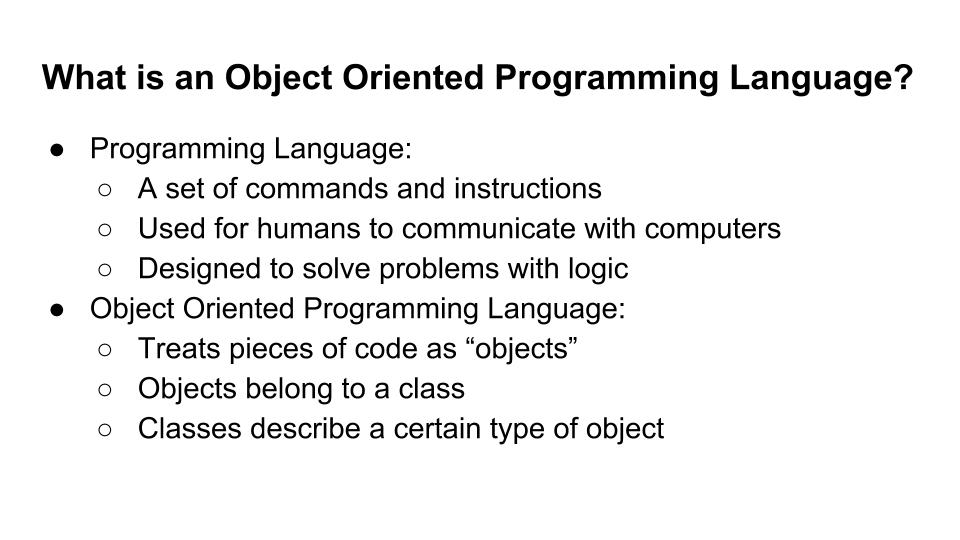 What is an Object Oriented Programming Language?
● Programming Language:
○ A set of commands and instructions
○ Used for humans to communicate with computers
○ Designed to solve problems with logic
● Object Oriented Programming Language:
○ Treats pieces of code as “objects”
○ Objects belong to a class
○ Classes describe a certain type of object